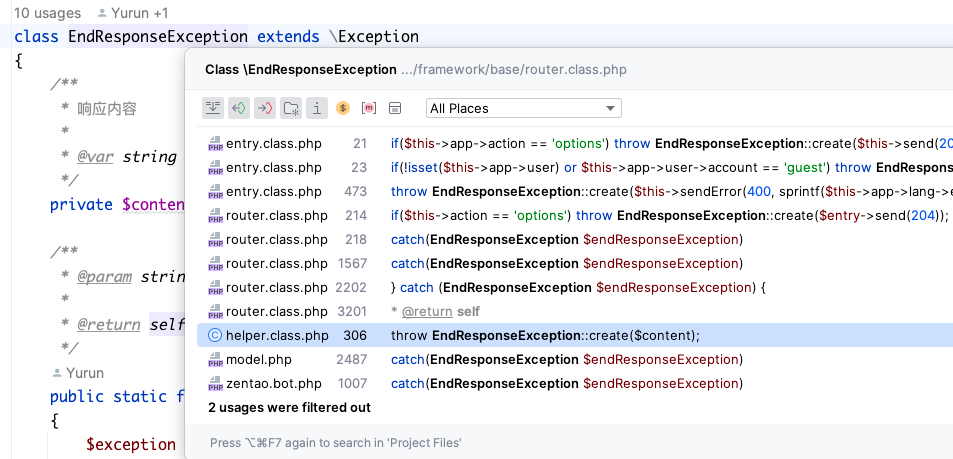 10 usages Yurun +1
class EndResponseException extends \Exception
{
/**
* 响应内容
*
* @var string
*/
private $conten
/**
* @param strin
*
* @return self
*/
Yurun
public static f
{
$exception
Class \EndResponseException .../framework/base/router.class.php
All Places
entry.class.php 21 if($this->app->action == 'options') throw EndResponseException::create($this->send(20
entry.class.php 23 if(!isset($this->app->user) or $this->app->user->account == 'guest') throw EndRespons
entry.class.php 473 throw EndResponseException::create($this->sendError(400, sprintf($this->app->lang->e
router.class.php 214 if($this->action == 'options') throw EndResponseException::create($entry->send(204));
router.class.php 218 catch(EndResponseException $endResponseException)
router.class.php 1567 catch(EndResponseException $endResponseException)
router.class.php 2202 } catch (EndResponseException $endResponseException) {
router.class.php 3201 * @return self
helper.class.php 306 throw EndResponseException::create($content);
model.php 2487 catch(EndResponseException $endResponseException)
zentao.bot.php 1007 catch(EndResponseException $endResponseException)
2 usages were filtered out
Press ⌥⌘F7 again to search in 'Project Files'